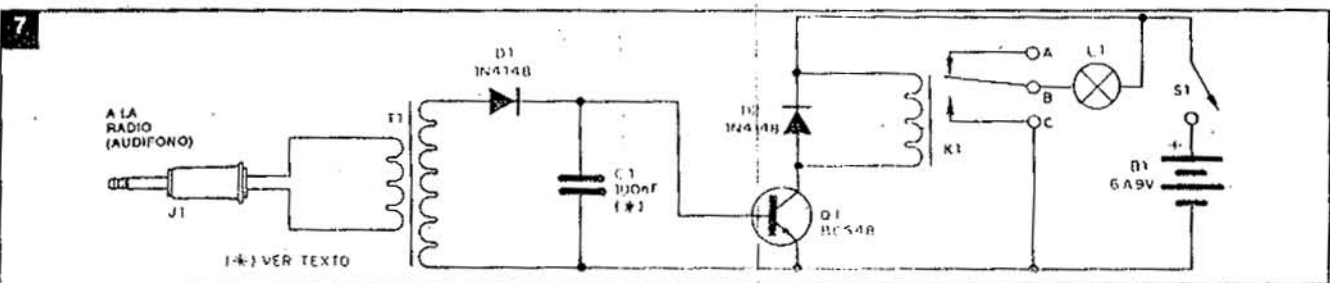 7
A LA
RADIO
(AUDIFONO)
J1
(*) VER TEXTO
T1
D1
1N4148
C1
100nF
(*)
D2
1N4148
Q1
BC548
K1
A
B
C
L1
S1
+
B1
6 A 9V